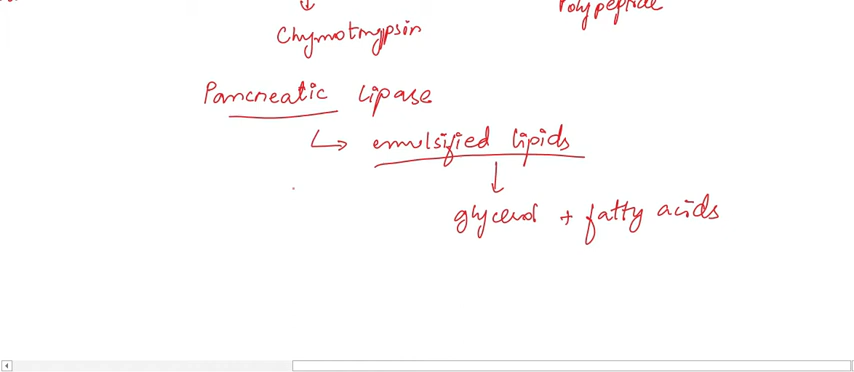 Polypeptide
Chymotrypsin
Pancreatic Lipase
↳ emulsified lipids
↓
glycerol + fatty acids